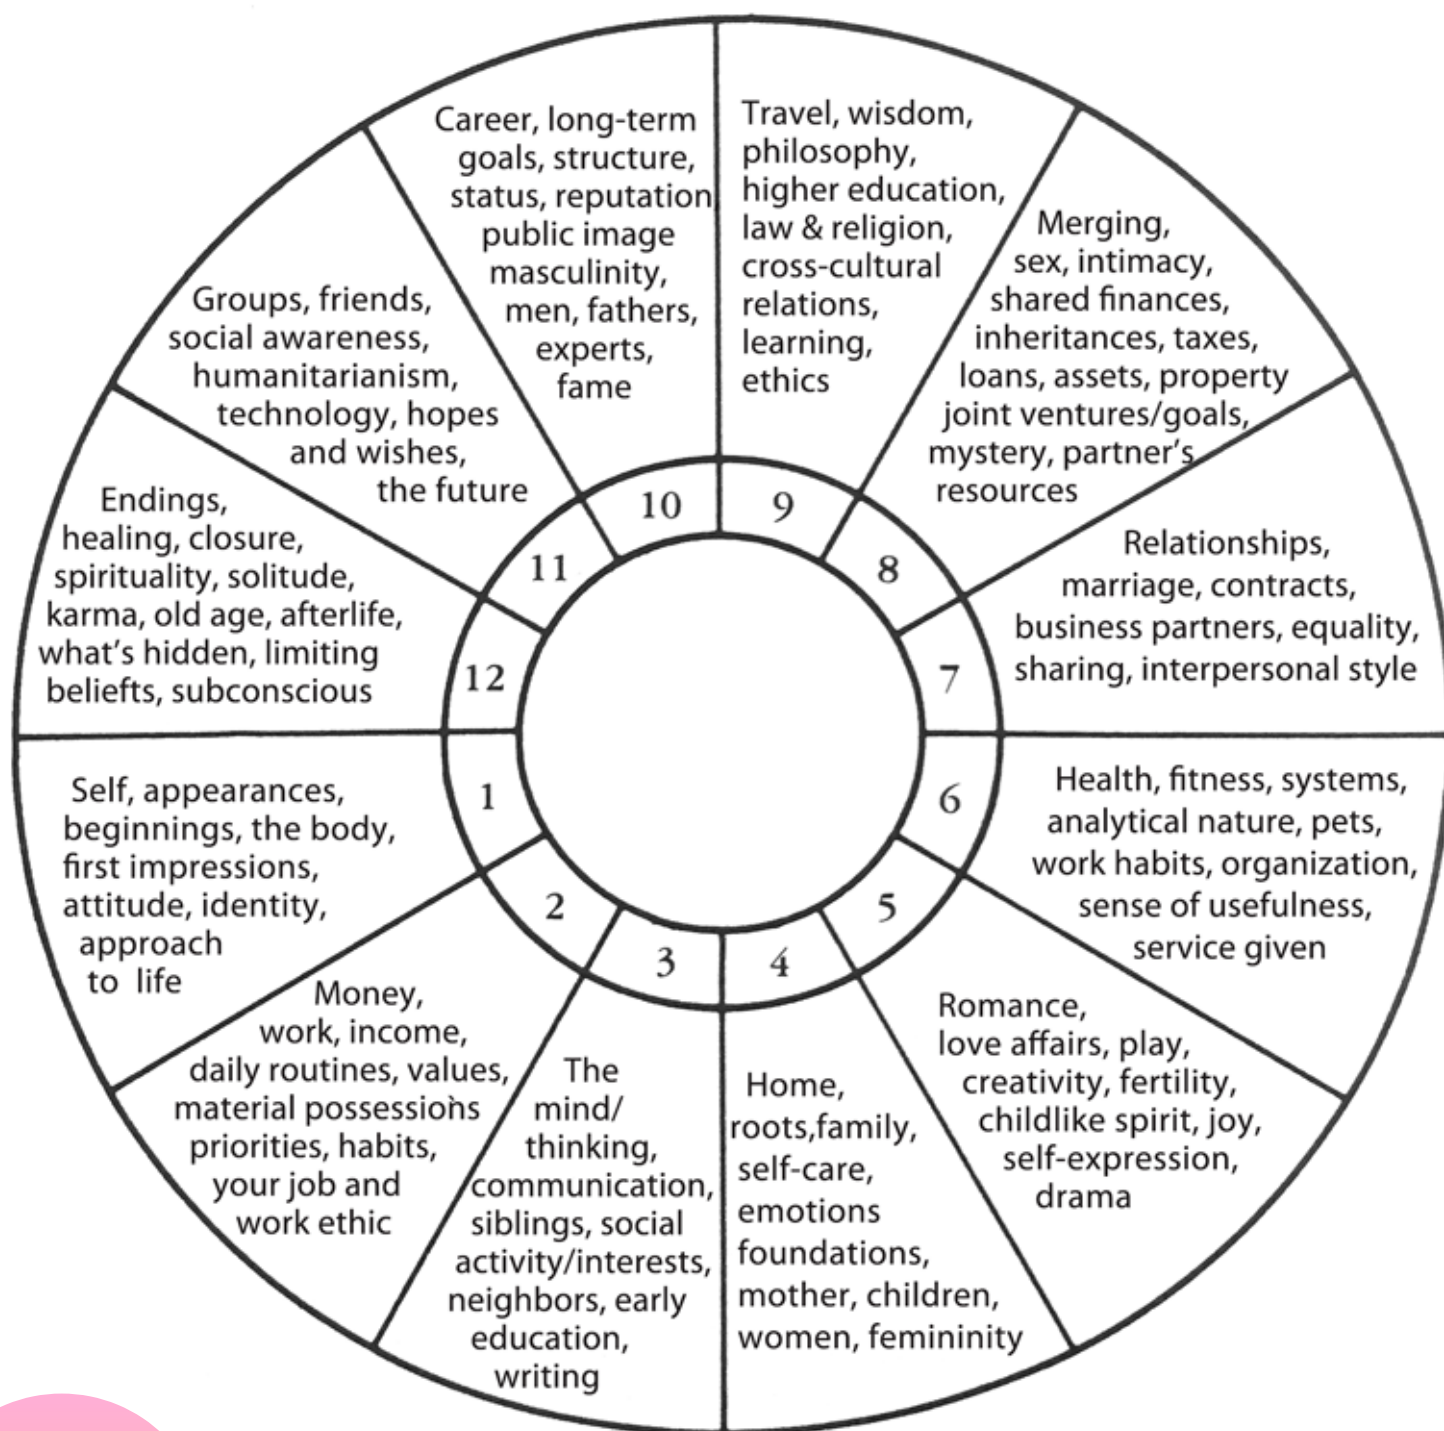 Career, long-term
goals, structure,
status, reputation
public image
masculinity,
men, fathers,
experts,
fame
10
Travel, wisdom,
philosophy,
higher education,
law & religion,
cross-cultural
relations,
learning,
ethics
9
Merging,
sex, intimacy,
shared finances,
inheritances, taxes,
loans, assets, property
joint ventures/goals,
mystery, partner's
resources
8
Relationships,
marriage, contracts,
business partners, equality,
sharing, interpersonal style
7
Health, fitness, systems,
analytical nature, pets,
work habits, organization,
sense of usefulness,
service given
6
Romance,
love affairs, play,
creativity, fertility,
childlike spirit, joy,
self-expression,
drama
5
Home,
roots,family,
self-care,
emotions
foundations,
mother, children,
women, femininity
4
The
mind/
thinking,
communication,
siblings, social
activity/interests,
neighbors, early
education,
writing
3
Money,
work, income,
daily routines, values,
material possessions
priorities, habits,
your job and
work ethic
2
Self, appearances,
beginnings, the body,
first impressions,
attitude, identity,
approach
to life
1
Endings,
healing, closure,
spirituality, solitude,
karma, old age, afterlife,
what's hidden, limiting
beliefts, subconscious
12
Groups, friends,
social awareness,
humanitarianism,
technology, hopes
and wishes,
the future
11